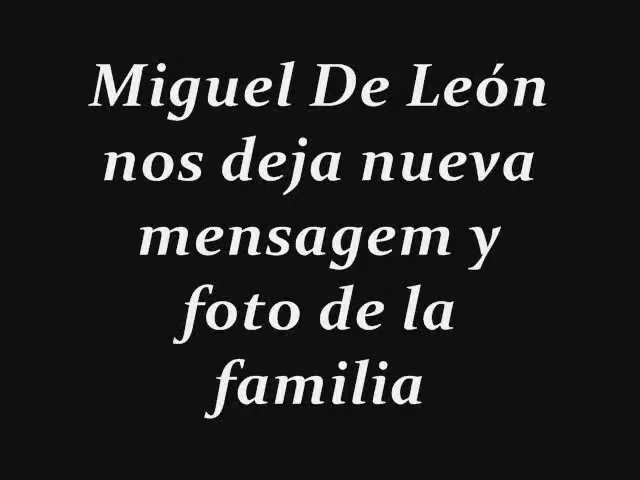 Miguel De León
nos deja nueva
mensagem y
foto de la
familia